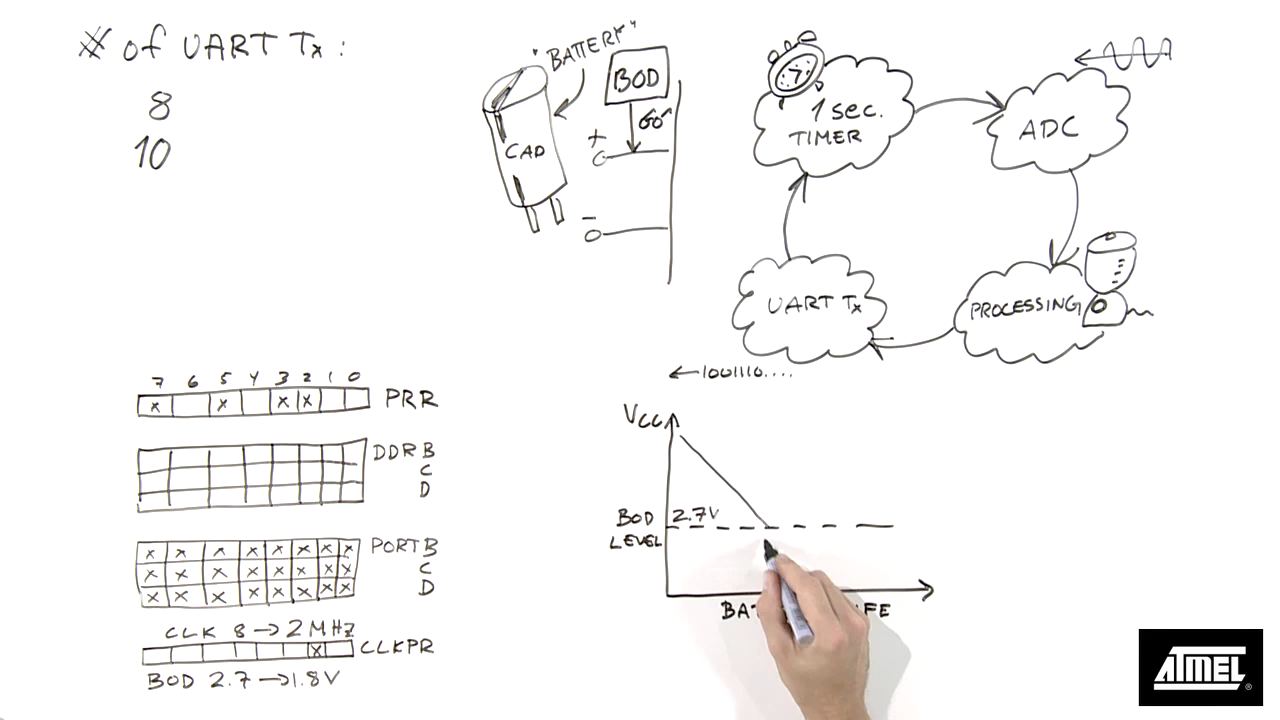 # of UART Tx:
8
10
"BATTERY"
CAD
BOD
GO
+
-
1 sec.
TIMER
ADC
PROCESSING
UART Tx
←1001110....
7 6 5 4 3 2 1 0
x x x x PRR
DDR B
C
D
x x x x x x x x PORT B
x x x x x x x x C
x x x x x x x x D
CLK 8→2 MHZ
x CLKPR
BOD 2.7→1.8V
VCC
BOD 2.7V
LEVEL
ATMEL®